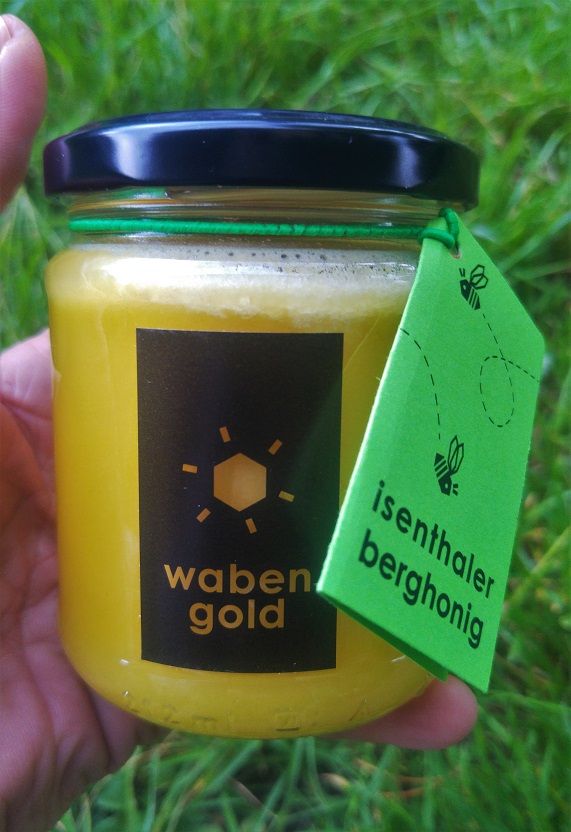 waben
gold
isenthaler
berghonig